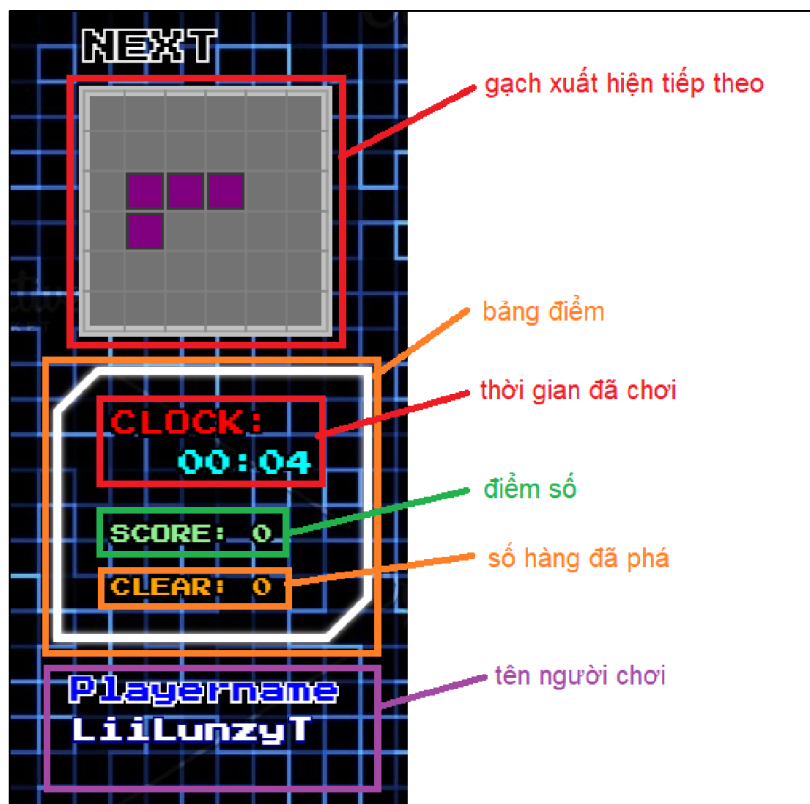 NEXT
gạch xuất hiện tiếp theo
bảng điểm
thời gian đã chơi
CLOCK:
00:04
điểm số
SCORE: 0
số hàng đã phá
CLEAR: 0
tên người chơi
Playername
LiiLunzyT